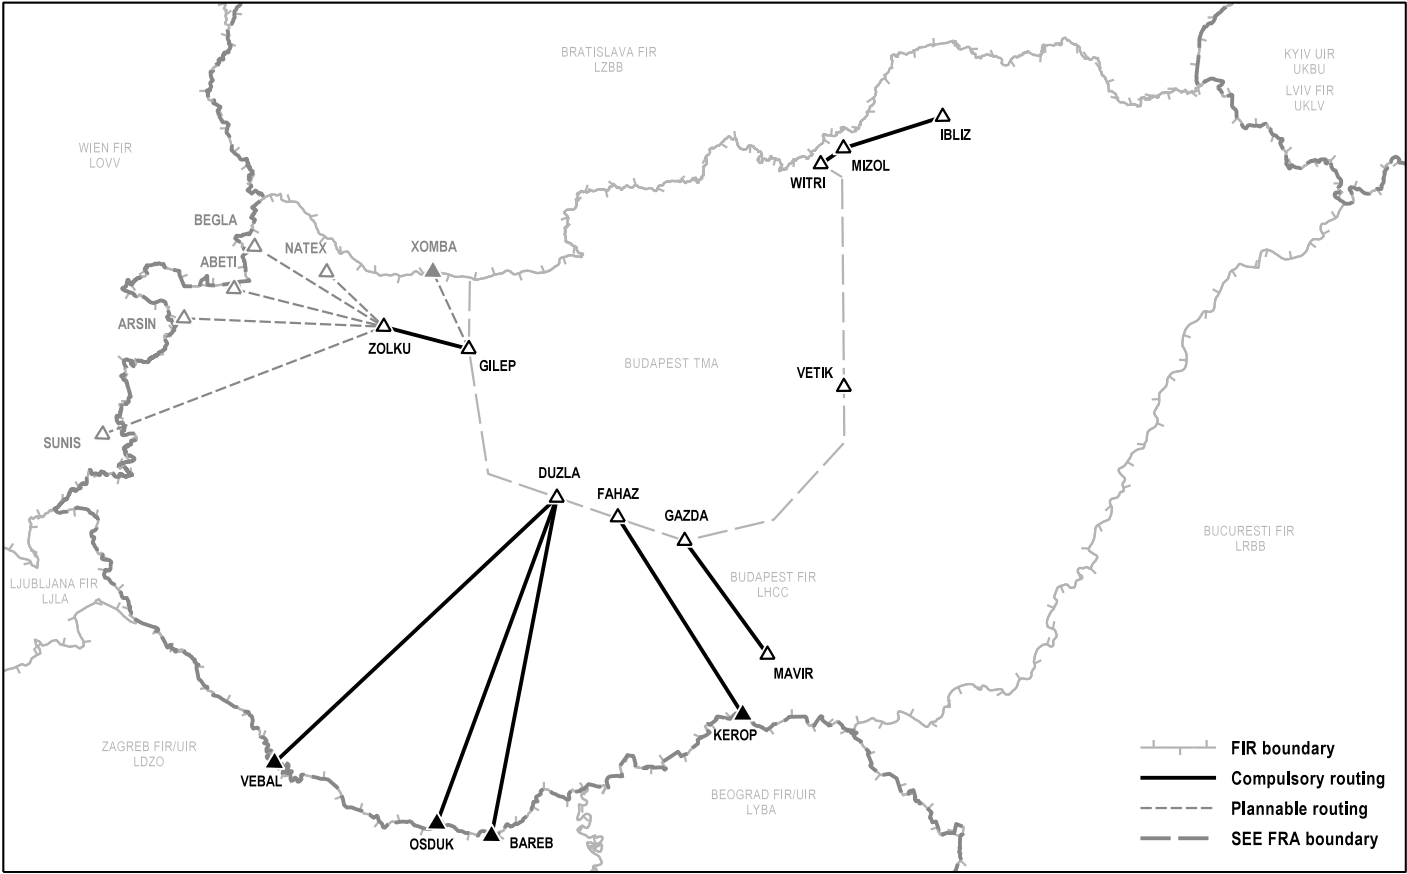 BRATISLAVA FIR
LZBB
KYIV UIR
UKBU
LVIV FIR
UKLV
WIEN FIR
LOVV
IBLIZ
MIZOL
WITRI
BEGLA
NATEX
XOMBA
ABETI
ARSIN
ZOLKU
GILEP
BUDAPEST TMA
VETIK
SUNIS
DUZLA
FAHAZ
GAZDA
BUCURESTI FIR
LRBB
LJUBLJANA FIR
LJLA
BUDAPEST FIR
LHCC
MAVIR
KEROP
ZAGREB FIR/UIR
LDZO
VEBAL
BEOGRAD FIR/UIR
LYBA
OSDUK
BAREB
FIR boundary
Compulsory routing
Plannable routing
SEE FRA boundary